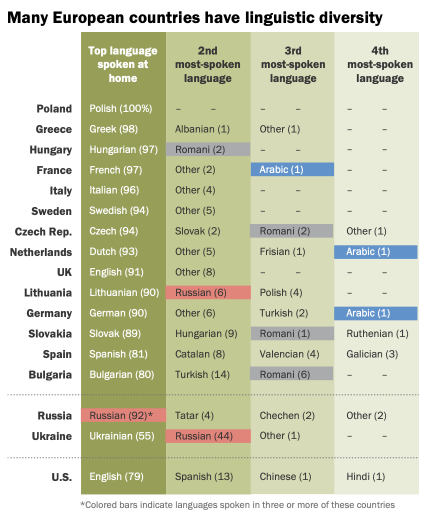 Many European countries have linguistic diversity
Top language spoken at home 2nd most-spoken language 3rd most-spoken language 4th most-spoken language
Poland Polish (100%) – – – – – –
Greece Greek (98) Albanian (1) Other (1) – –
Hungary Hungarian (97) Romani (2) – – – –
France French (97) Other (2) Arabic (1) – –
Italy Italian (96) Other (4) – – – –
Sweden Swedish (94) Other (5) – – – –
Czech Rep. Czech (94) Slovak (2) Romani (2) Other (1)
Netherlands Dutch (93) Other (5) Frisian (1) Arabic (1)
UK English (91) Other (8) – – – –
Lithuania Lithuanian (90) Russian (6) Polish (4)
Germany German (90) Other (6) Turkish (2) Arabic (1)
Slovakia Slovak (89) Hungarian (9) Romani (1) Ruthenian (1)
Spain Spanish (81) Catalan (8) Valencian (4) Galician (3)
Bulgaria Bulgarian (80) Turkish (14) Romani (6)
Russia Russian (92)* Tatar (4) Chechen (2) Other (2)
Ukraine Ukrainian (55) Russian (44) Other (1) – –
U.S. English (79) Spanish (13) Chinese (1) Hindi (1)
*Colored bars indicate languages spoken in three or more of these countries